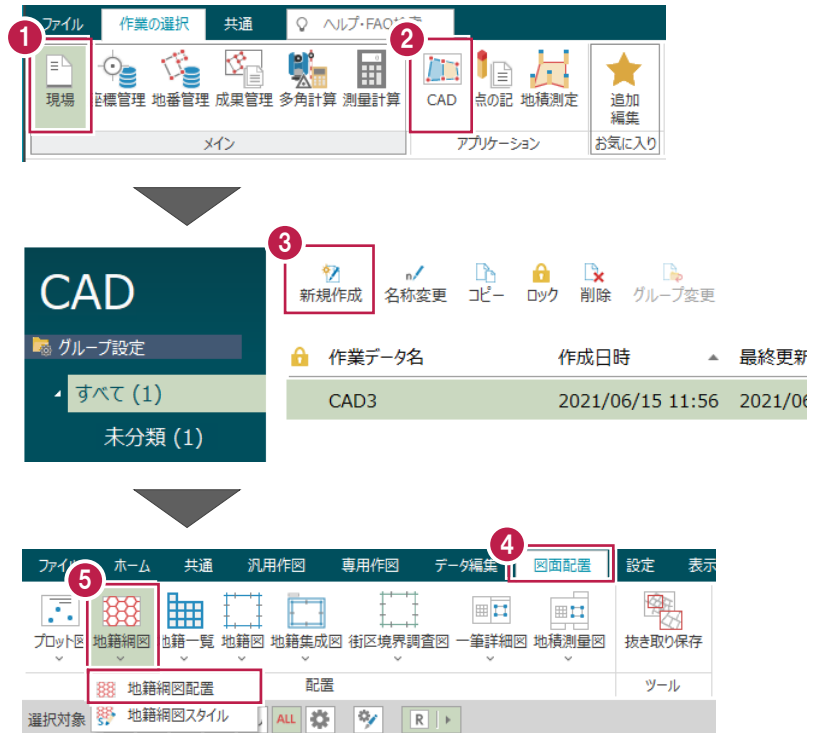 ファイル 作業の選択 共通 ヘルプ・FAQ検索
1 2
現場 座標管理 地番管理 成果管理 多角計算 測量計算 CAD 点の記 地積測定 追加
編集
メイン アプリケーション お気に入り
3
CAD
新規作成 名称変更 コピー ロック 削除 グループ変更
グループ設定
作業データ名 作成日時 最終更新
すべて (1)
CAD3 2021/06/15 11:56 2021/06
未分類 (1)
4
ファイル ホーム 共通 汎用作図 専用作図 データ編集 図面配置 設定 表示
5
プロット図 地籍網図 地籍一覧 地籍図 地籍集成図 街区境界調査図 一筆詳細図 地積測量図 抜き取り保存
地籍網図配置 配置 ツール
選択対象 地籍網図スタイル ALL R